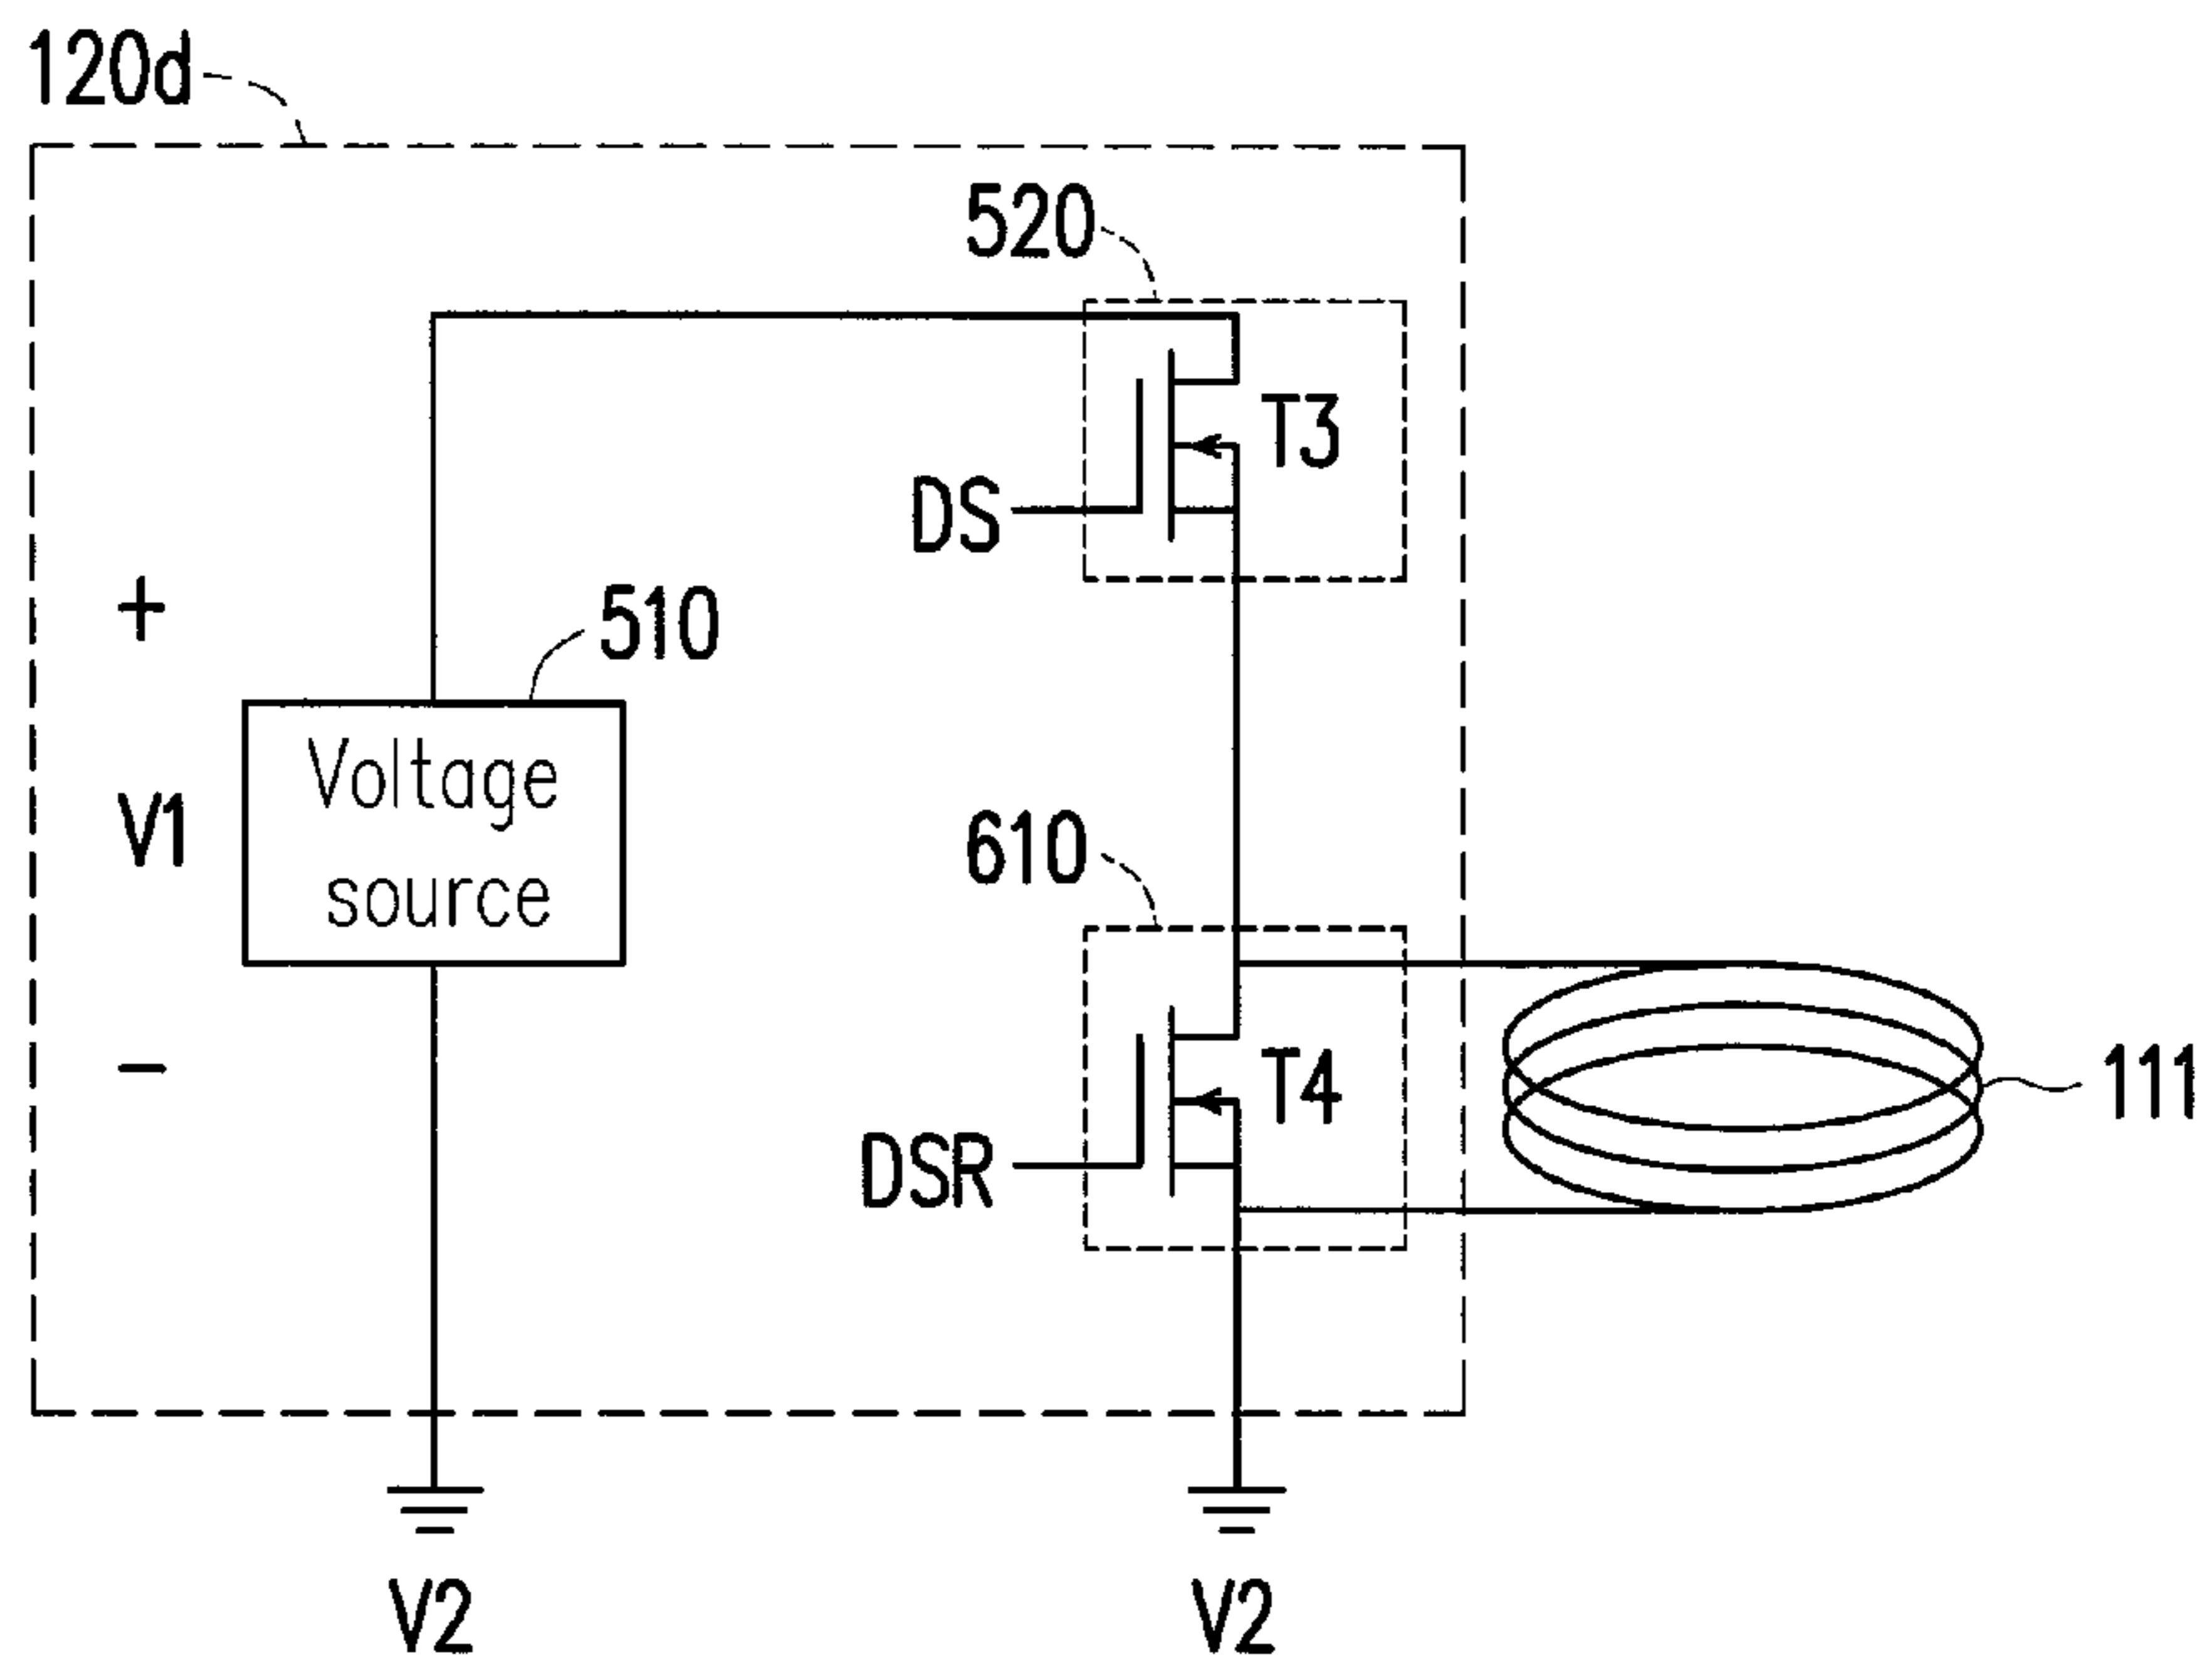 120d
520
T3
DS
+
510
V1
Voltage
source
610
-
T4
111
DSR
V2
V2